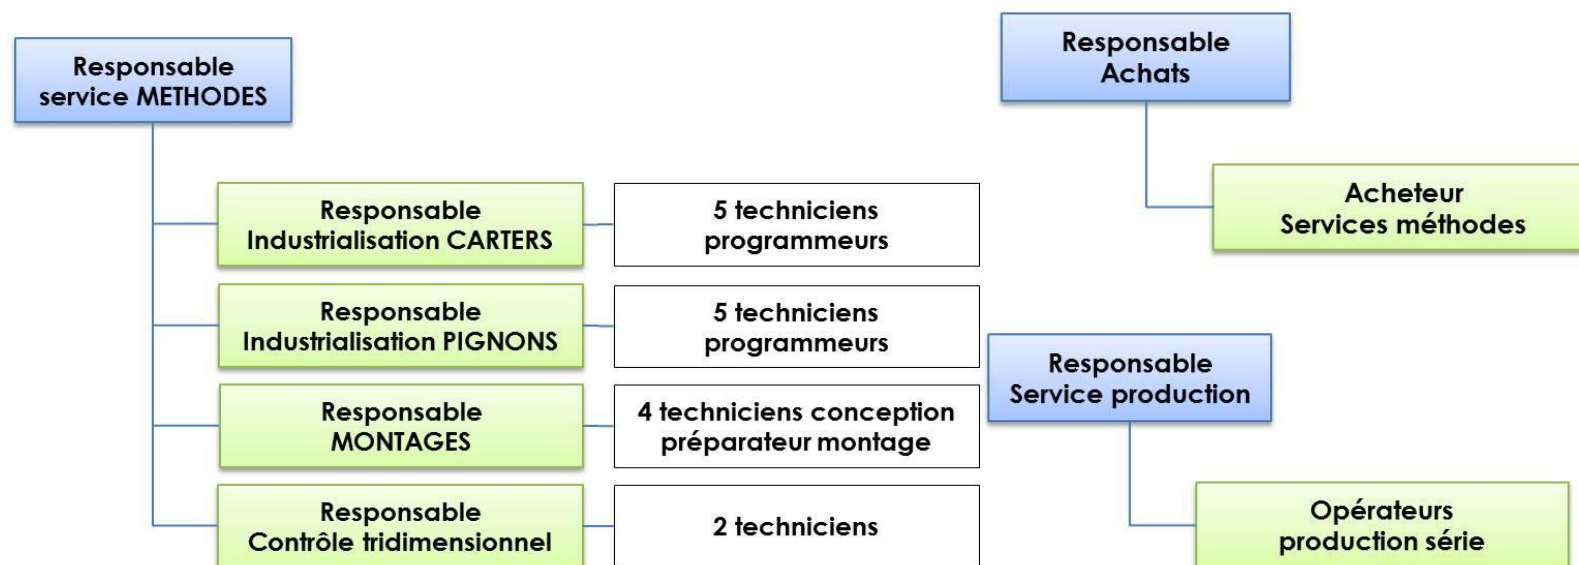 Responsable
service METHODES
Responsable
Industrialisation CARTERS
5 techniciens
programmeurs
Responsable
Industrialisation PIGNONS
5 techniciens
programmeurs
Responsable
MONTAGES
4 techniciens conception
préparateur montage
Responsable
Contrôle tridimensionnel
2 techniciens
Responsable
Achats
Acheteur
Services méthodes
Responsable
Service production
Opérateurs
production série